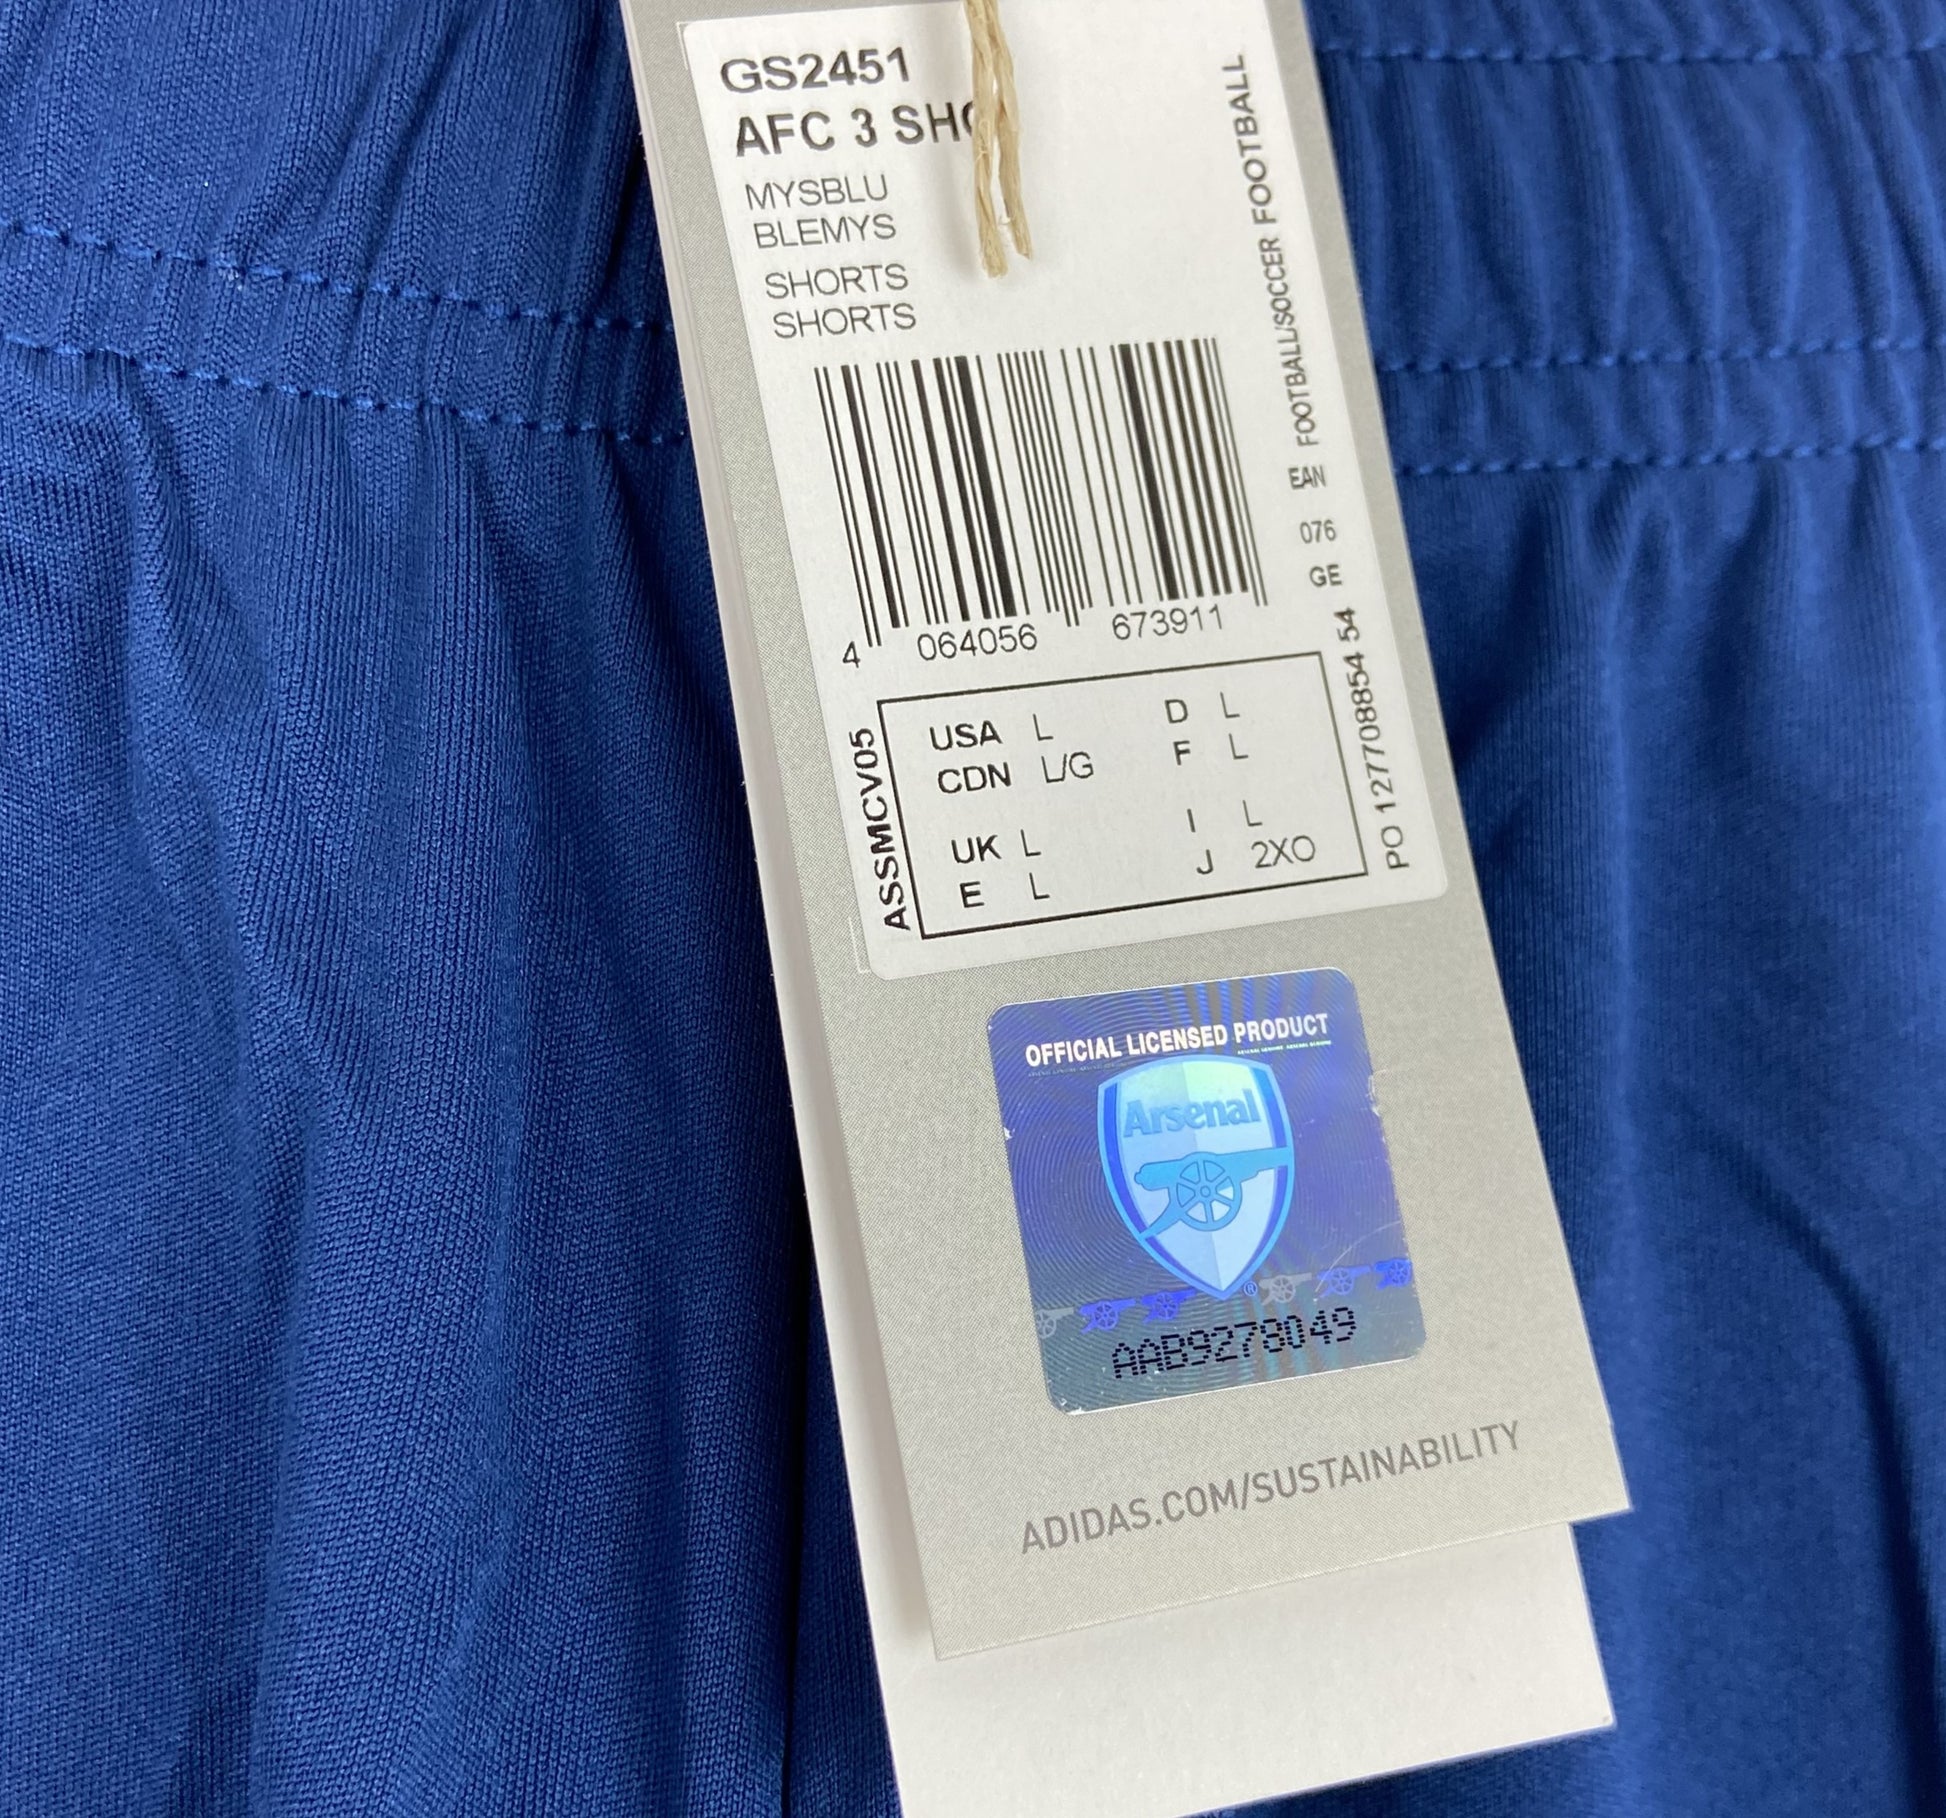 GS2451
AFC 3 SHO
MYSBLU
BLEMYS
SHORTS
SHORTS
4 064056 673911
FOOTBALL/SOCCER FOOTBALL
EAN
076
GE
PO 127708854 54
ASSMCV05
USA L D L
CDN L/G F L
UK L I L
E L J 2XO
OFFICIAL LICENSED PRODUCT
Arsenal
®
AAB9278049
ADIDAS.COM/SUSTAINABILITY